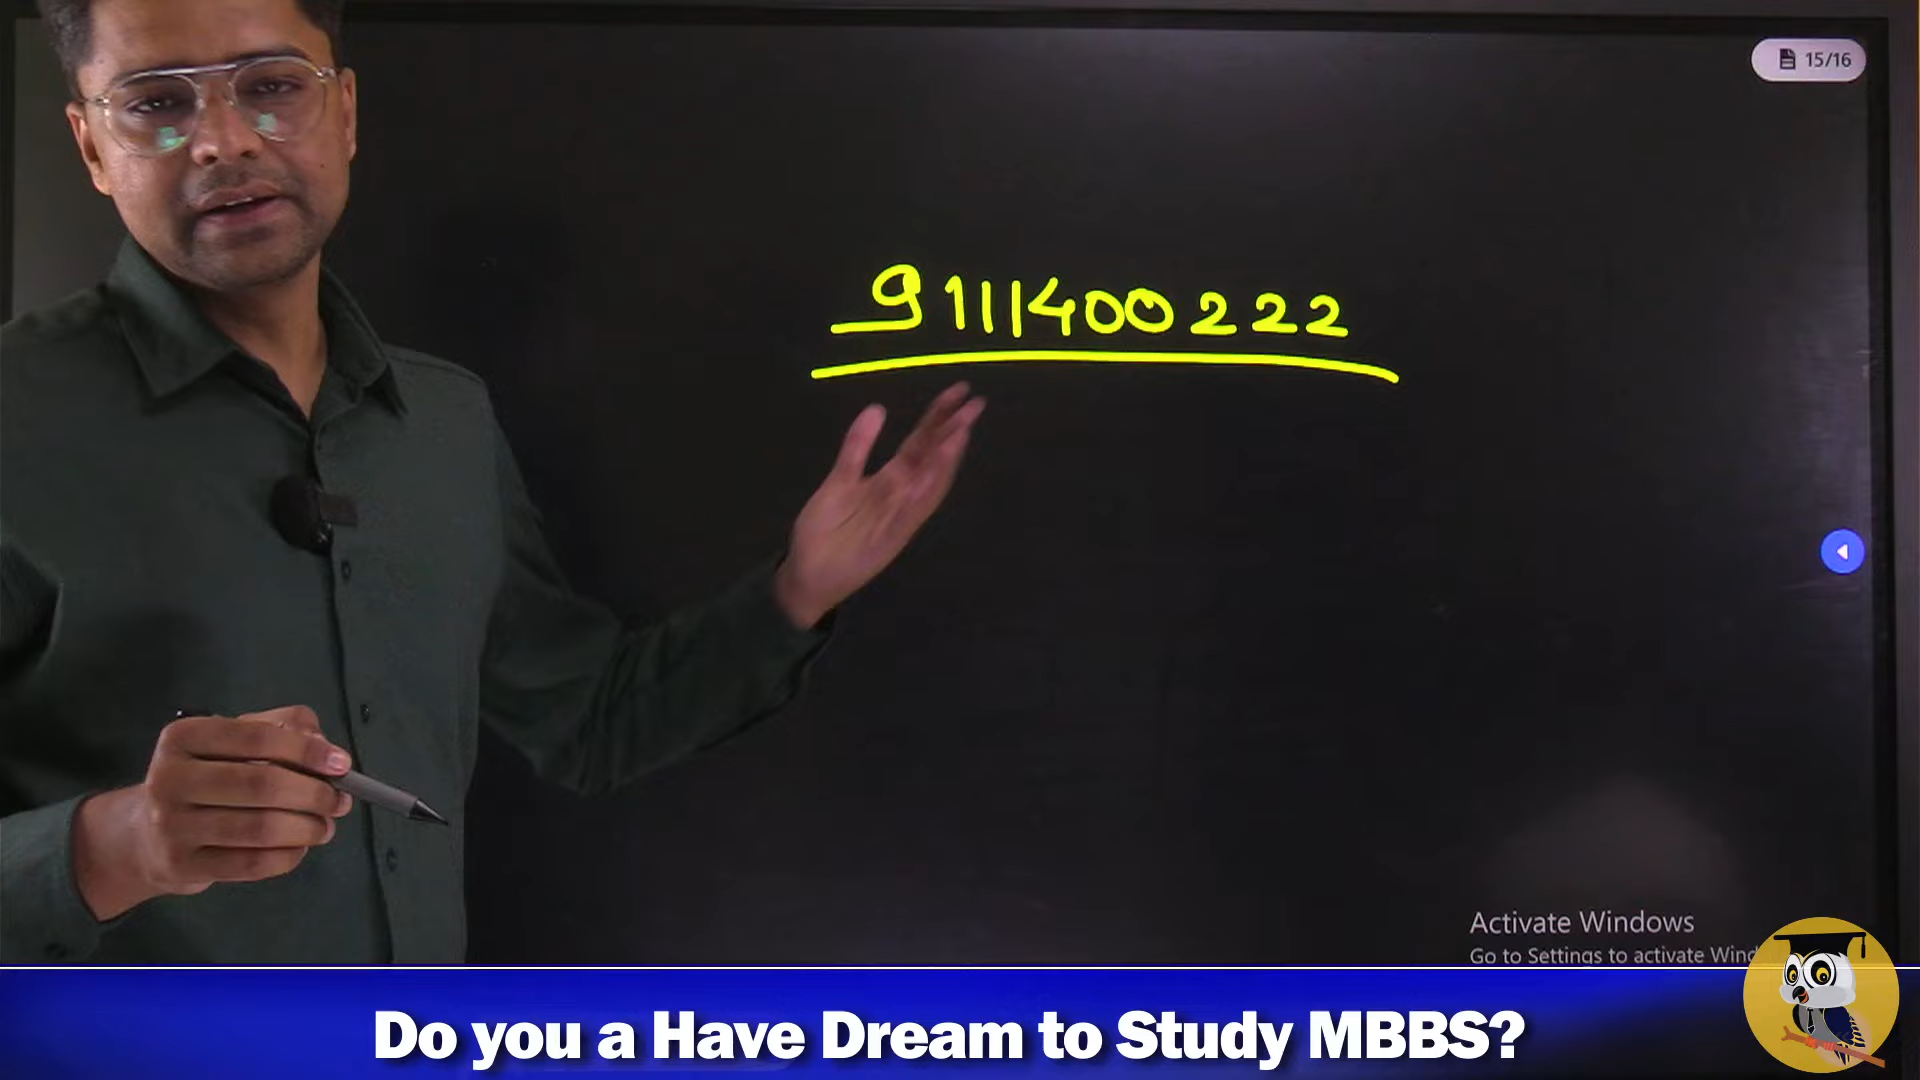 15/16
9111400222
Activate Windows
Go to Settings to activate Wind
Do you a Have Dream to Study MBBS?